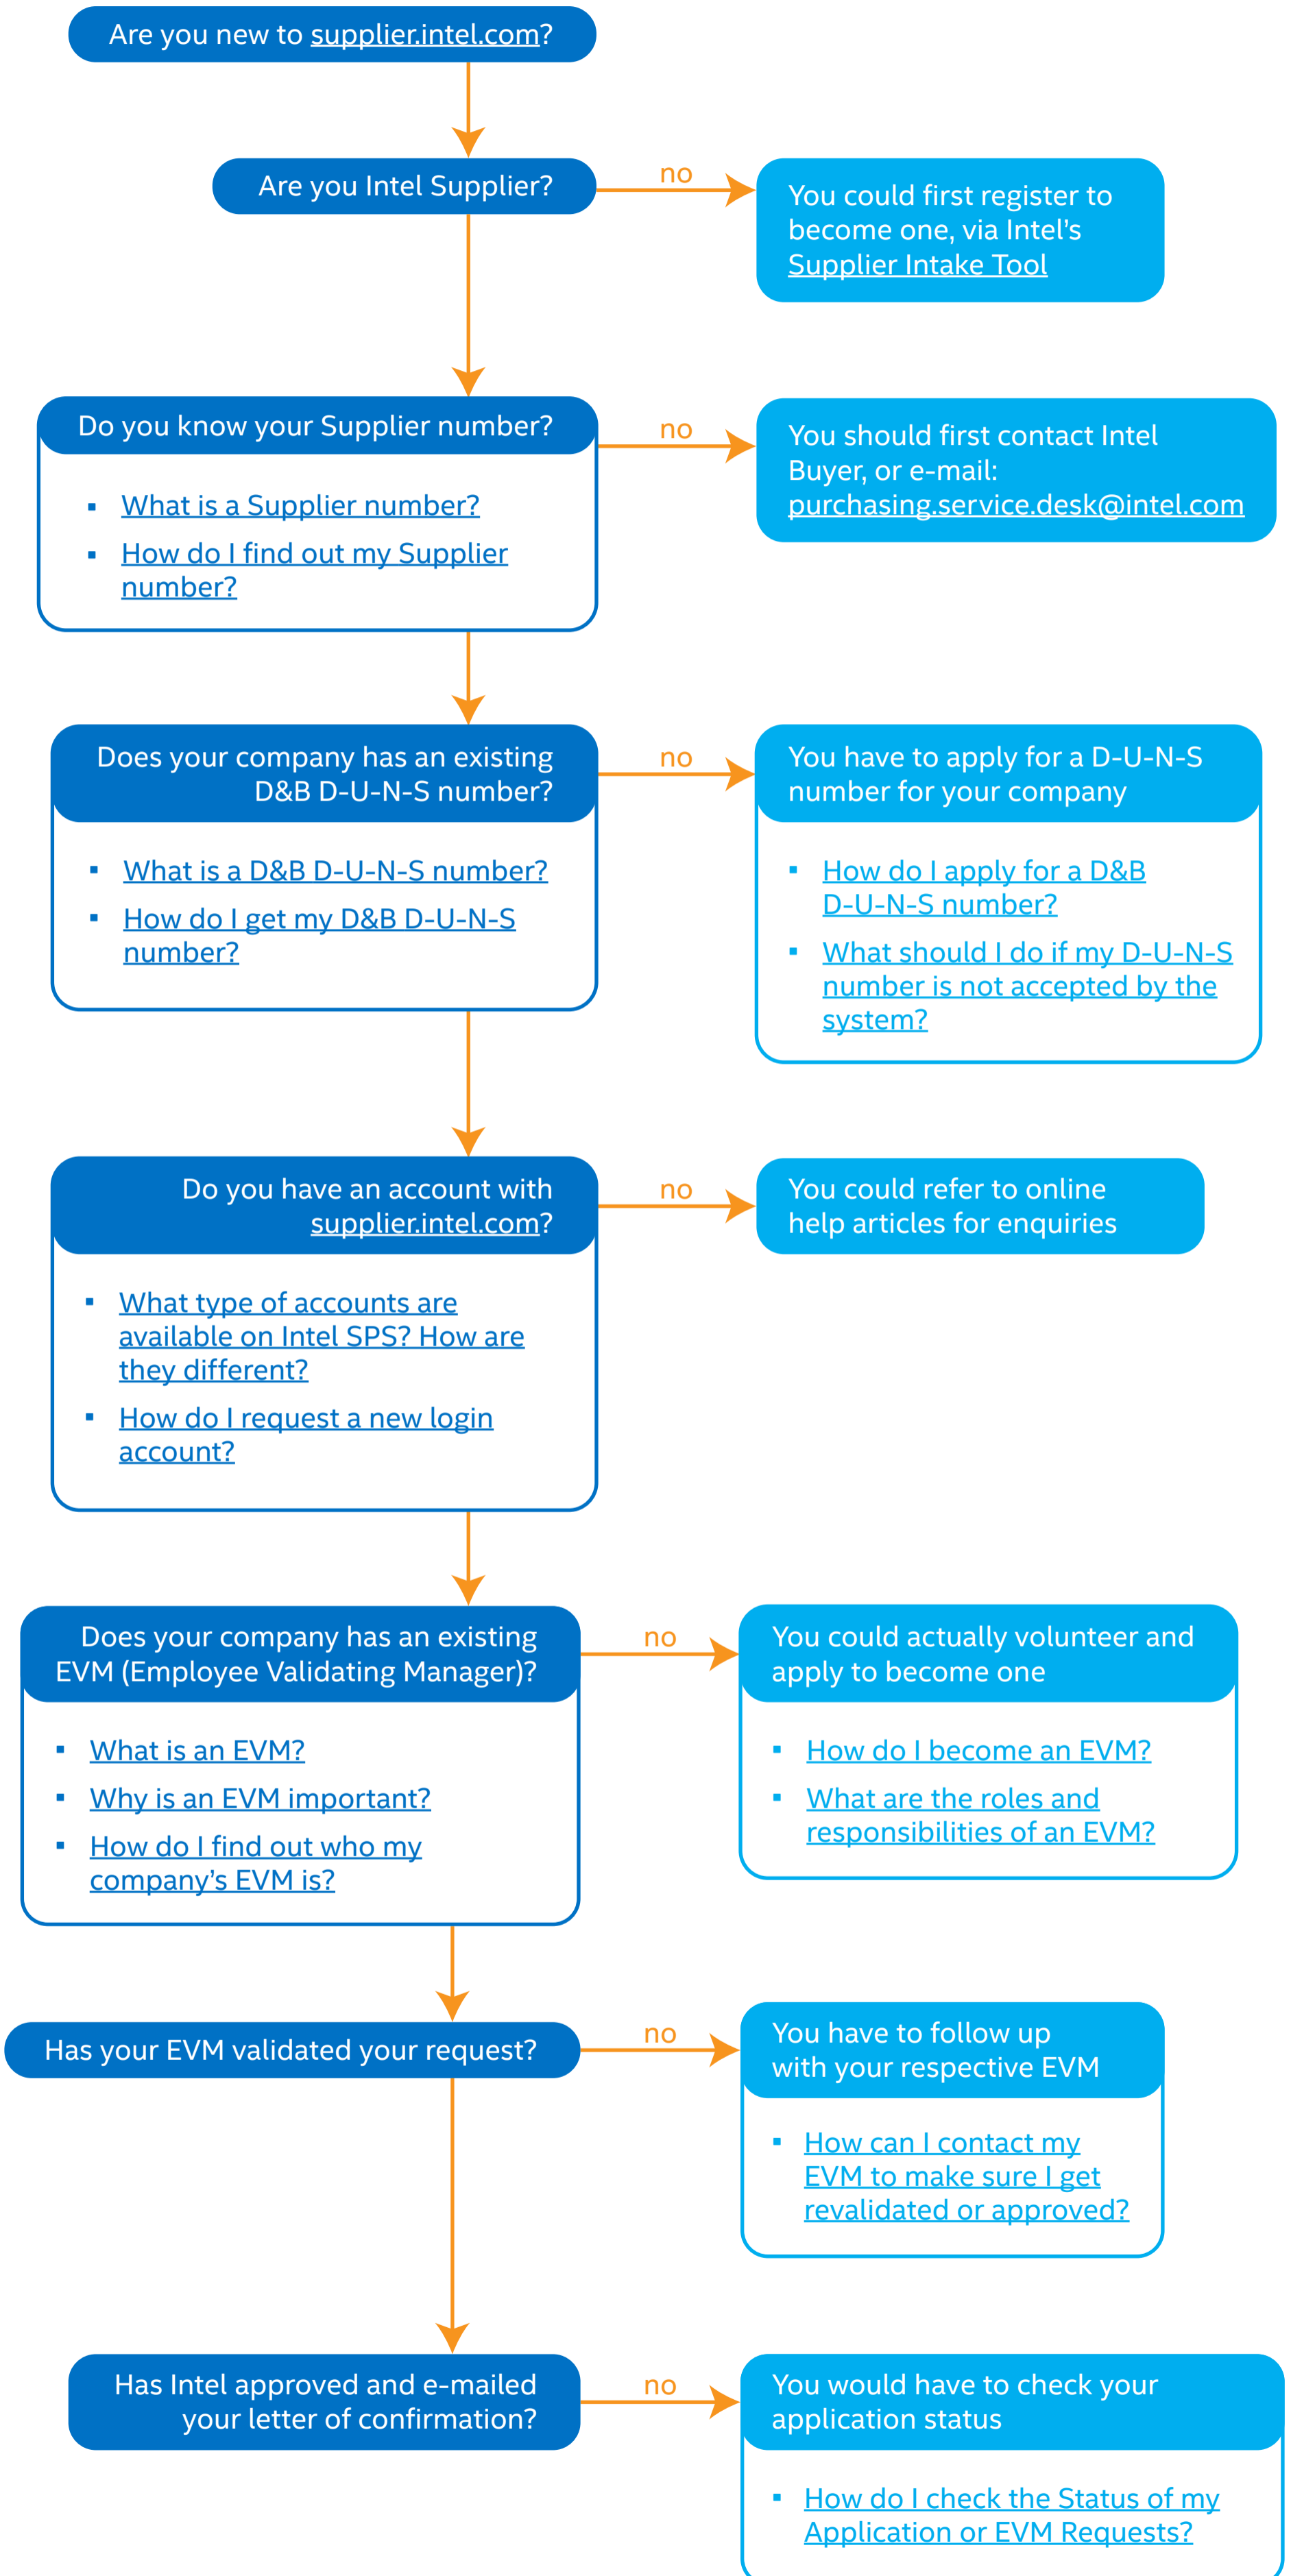 Are you new to supplier.intel.com?
Are you Intel Supplier?
no
You could first register to
become one, via Intel’s
Supplier Intake Tool
Do you know your Supplier number?
▪ What is a Supplier number?
▪ How do I find out my Supplier
number?
no
You should first contact Intel
Buyer, or e-mail:
purchasing.service.desk@intel.com
Does your company has an existing
D&B D-U-N-S number?
▪ What is a D&B D-U-N-S number?
▪ How do I get my D&B D-U-N-S
number?
no
You have to apply for a D-U-N-S
number for your company
▪ How do I apply for a D&B
D-U-N-S number?
▪ What should I do if my D-U-N-S
number is not accepted by the
system?
Do you have an account with
supplier.intel.com?
▪ What type of accounts are
available on Intel SPS? How are
they different?
▪ How do I request a new login
account?
no
You could refer to online
help articles for enquiries
Does your company has an existing
EVM (Employee Validating Manager)?
▪ What is an EVM?
▪ Why is an EVM important?
▪ How do I find out who my
company’s EVM is?
no
You could actually volunteer and
apply to become one
▪ How do I become an EVM?
▪ What are the roles and
responsibilities of an EVM?
Has your EVM validated your request?
no
You have to follow up
with your respective EVM
▪ How can I contact my
EVM to make sure I get
revalidated or approved?
Has Intel approved and e-mailed
your letter of confirmation?
no
You would have to check your
application status
▪ How do I check the Status of my
Application or EVM Requests?